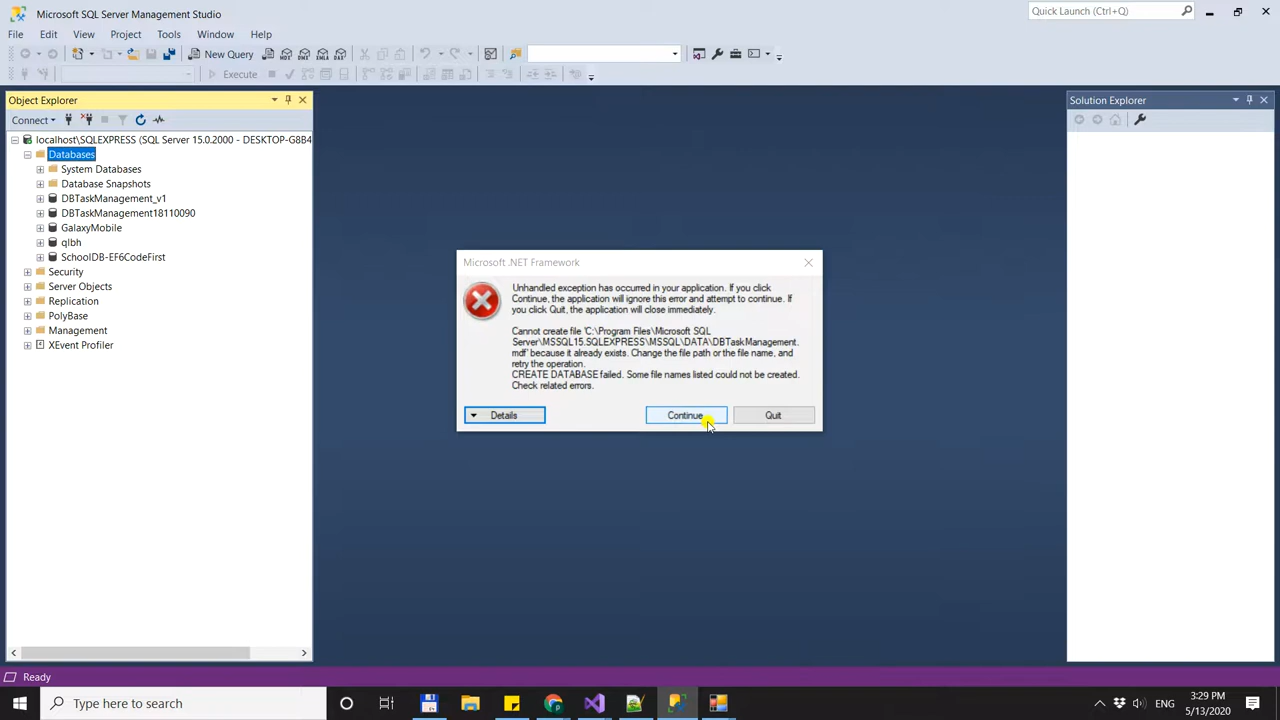 Microsoft SQL Server Management Studio
Quick Launch (Ctrl+Q)
File Edit View Project Tools Window Help
New Query
MDX DMX XMLA DAX
Execute
Object Explorer
Solution Explorer
Connect
localhost\SQLEXPRESS (SQL Server 15.0.2000 - DESKTOP-G8B4
Databases
System Databases
Database Snapshots
DBTaskManagement_v1
DBTaskManagement18110090
GalaxyMobile
qlbh
SchoolDB-EF6CodeFirst
Security
Server Objects
Replication
PolyBase
Management
XEvent Profiler
Microsoft .NET Framework
Unhandled exception has occurred in your application. If you click
Continue, the application will ignore this error and attempt to continue. If
you click Quit, the application will close immediately.
Cannot create file 'C:\Program Files\Microsoft SQL
Server\MSSQL15.SQLEXPRESS\MSSQL\DATA\DBTaskManagement.
mdf' because it already exists. Change the file path or the file name, and
retry the operation.
CREATE DATABASE failed. Some file names listed could not be created.
Check related errors.
Details
Continue
Quit
Ready
Type here to search
ENG
3:29 PM
5/13/2020